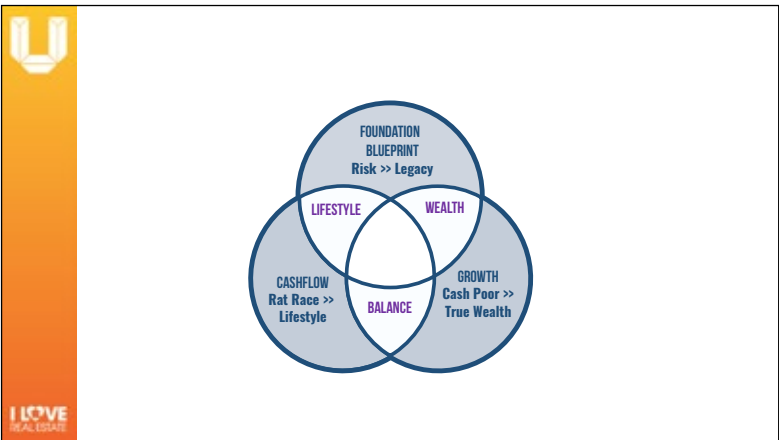 U
FOUNDATION
BLUEPRINT
Risk >> Legacy
LIFESTYLE
WEALTH
CASHFLOW
Rat Race >>
Lifestyle
GROWTH
Cash Poor >>
True Wealth
BALANCE
I LOVE
REAL ESTATE